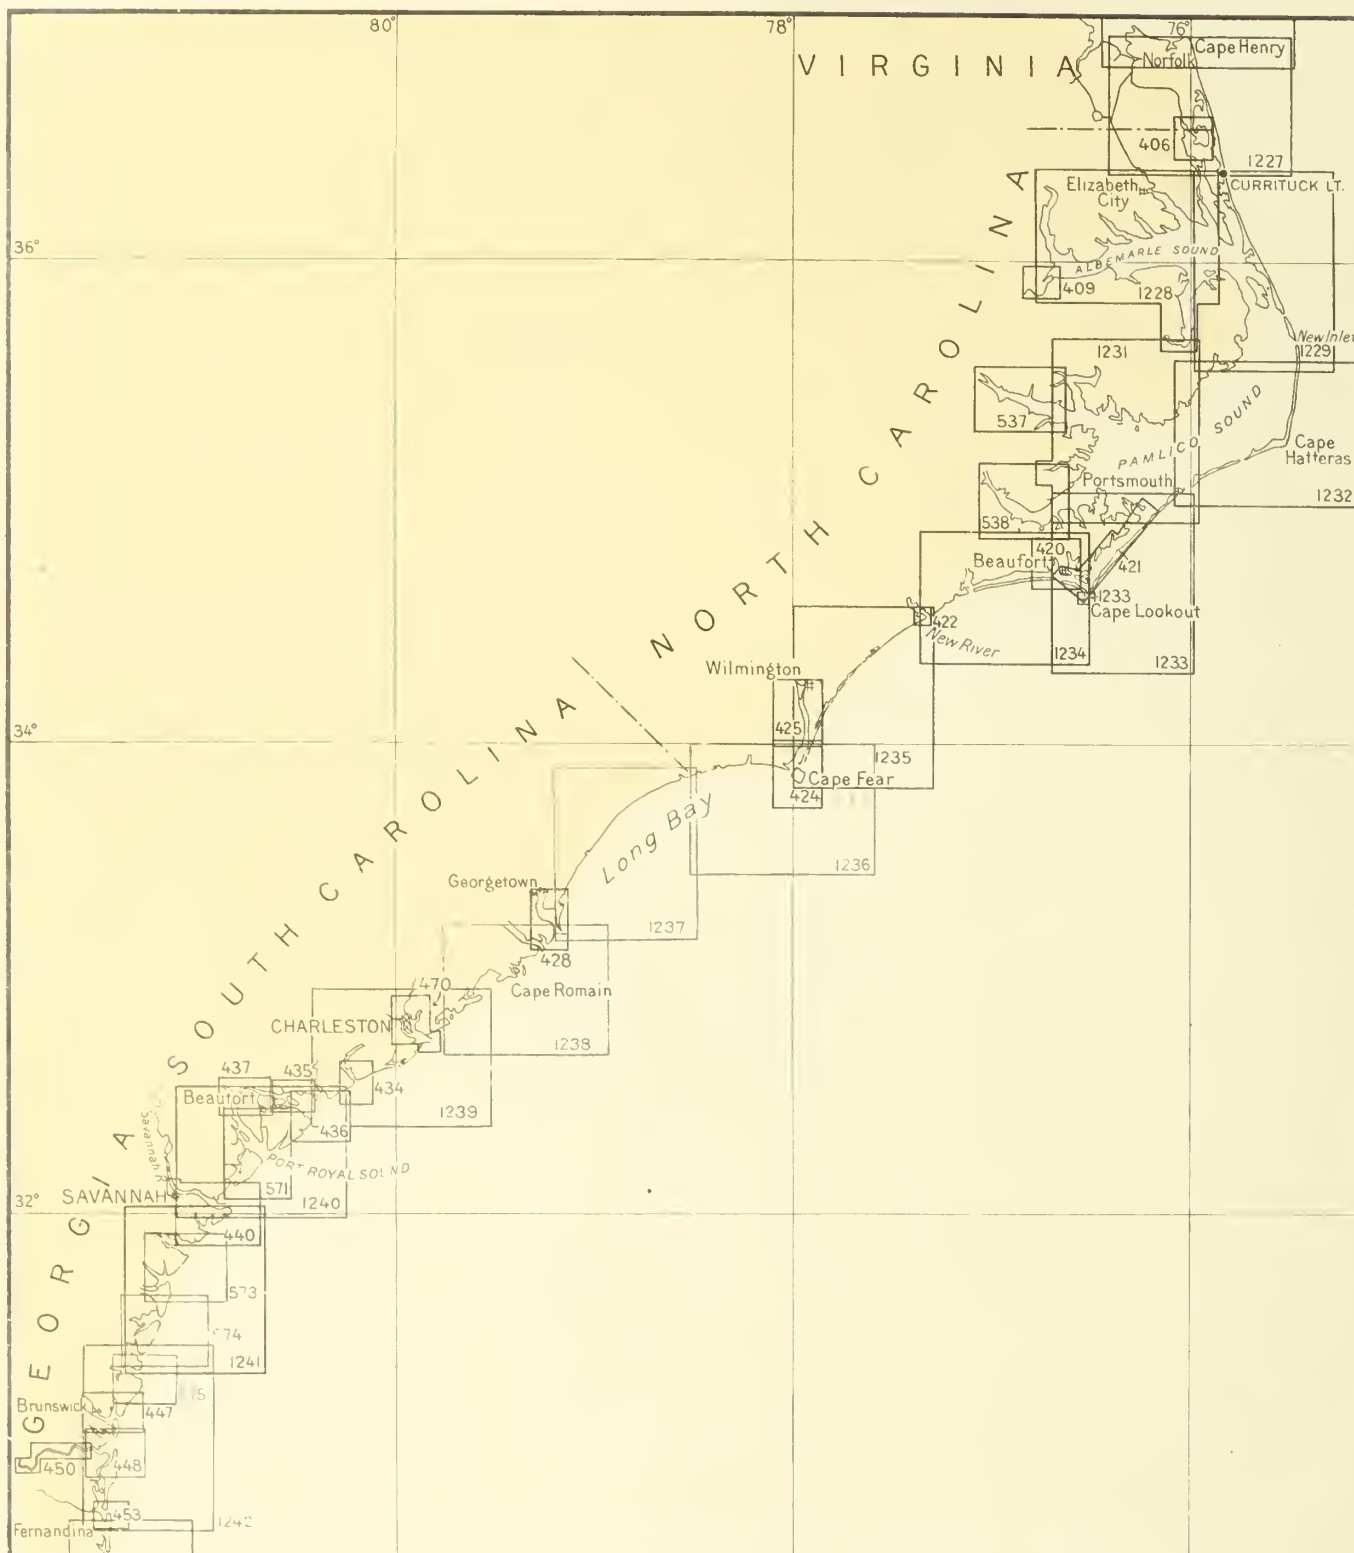 80°
78°
76°
VIRGINIA
Cape Henry
Norfolk
406
1227
CURRITUCK LT.
Elizabeth
City
36°
ALBEMARLE SOUND
409
1228
New Inlet
1229
1231
537
PAMLICO SOUND
Cape
Hatteras
Portsmouth
1232
538
420
Beaufort
421
1233
Cape Lookout
422
New River
1234
1233
NORTH CAROLINA
Wilmington
34°
425
1235
Cape Fear
424
Long Bay
1236
Georgetown
1237
428
Cape Romain
470
CHARLESTON
1238
SOUTH CAROLINA
437
435
434
Beaufort
1239
436
Savannah R.
PORT ROYAL SOUND
571
1240
SAVANNAH
32°
440
573
1241
GEORGIA
Brunswick
447
450
448
453
1242
Fernandina